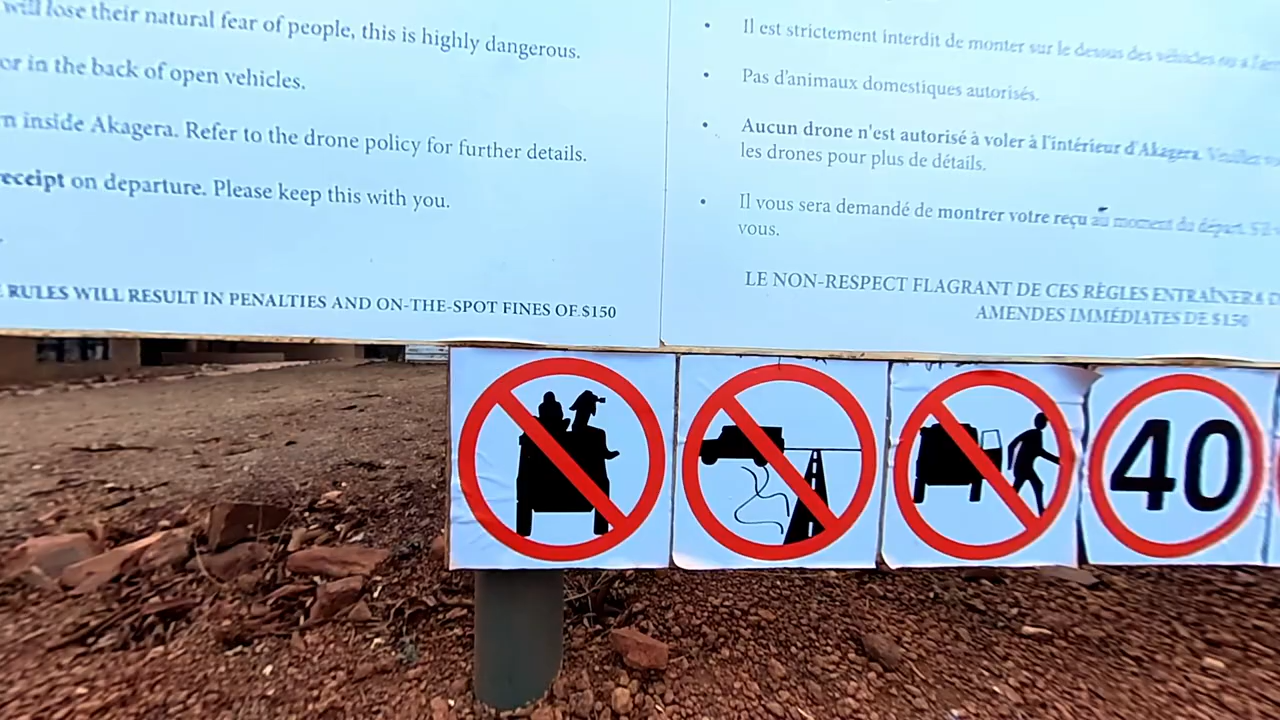 will lose their natural fear of people, this is highly dangerous.
or in the back of open vehicles.
n inside Akagera. Refer to the drone policy for further details.
receipt on departure. Please keep this with you.
RULES WILL RESULT IN PENALTIES AND ON-THE-SPOT FINES OF $150
• Il est strictement interdit de monter sur le dessus des véhicules ou à
• Pas d'animaux domestiques autorisés.
• Aucun drone n'est autorisé à voler à l'intérieur d'Akagera. Veuillez
les drones pour plus de détails.
• Il vous sera demandé de montrer votre reçu au moment du départ.
vous.
LE NON-RESPECT FLAGRANT DE CES RÈGLES ENTRAÎNERA
AMENDES IMMÉDIATES DE $150
40